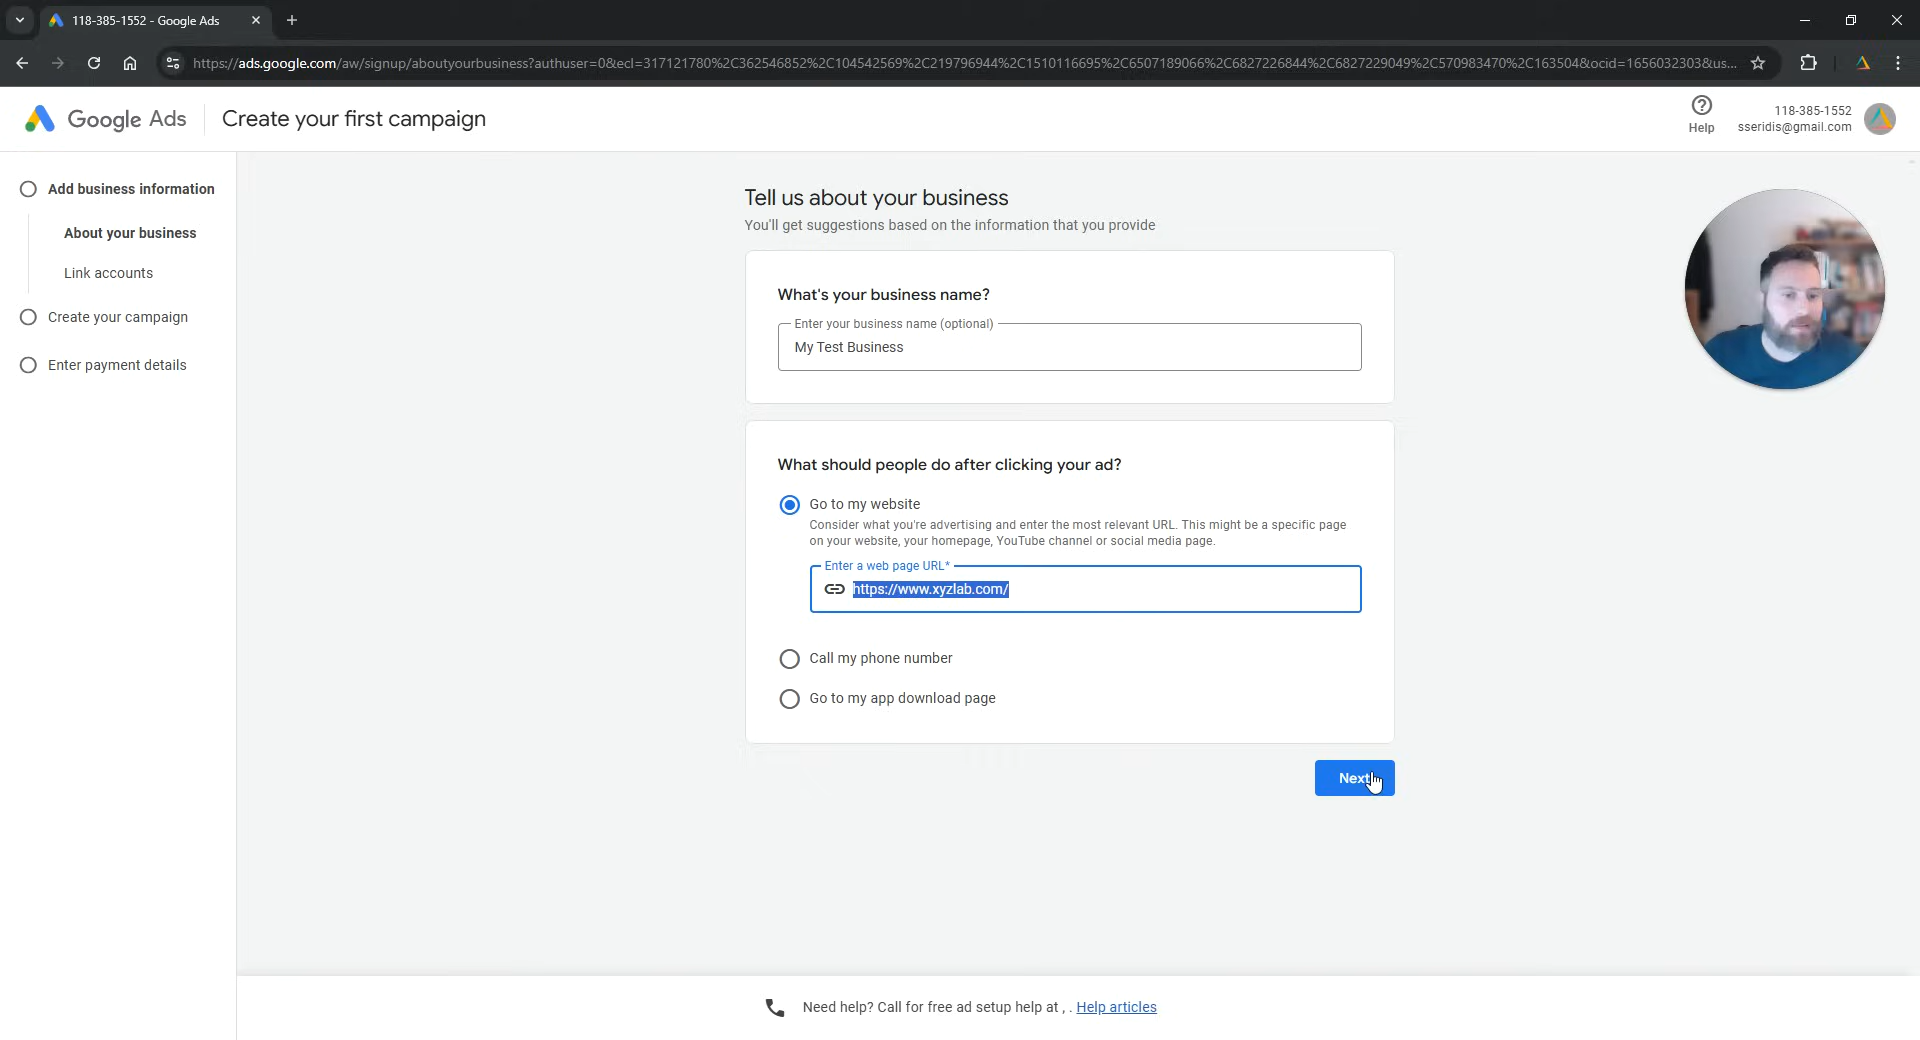 118-385-1552 - Google Ads
https://ads.google.com/aw/signup/aboutyourbusiness?authuser=0&ecl=317121780%2C362546852%2C104542569%2C219796944%2C1510116695%2C6507189066%2C6827226844%2C6827229049%2C570983470%2C163504&ocid=1656032303&us...
Google Ads
Create your first campaign
Help
118-385-1552
sseridis@gmail.com
Add business information
About your business
Link accounts
Create your campaign
Enter payment details
Tell us about your business
You'll get suggestions based on the information that you provide
What's your business name?
Enter your business name (optional)
My Test Business
What should people do after clicking your ad?
Go to my website
Consider what you're advertising and enter the most relevant URL. This might be a specific page
on your website, your homepage, YouTube channel or social media page.
Enter a web page URL*
https://www.xyzlab.com/
Call my phone number
Go to my app download page
Next
Need help? Call for free ad setup help at , . Help articles